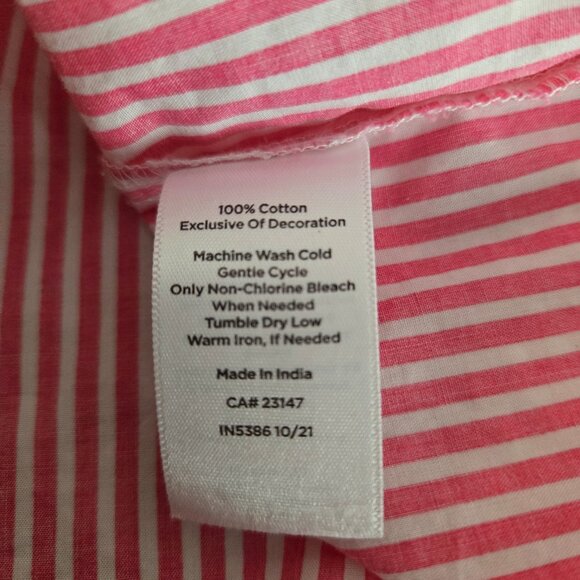 100% Cotton
Exclusive Of Decoration
Machine Wash Cold
Gentle Cycle
Only Non-Chlorine Bleach
When Needed
Tumble Dry Low
Warm Iron, If Needed
Made In India
CA# 23147
IN5386 10/21